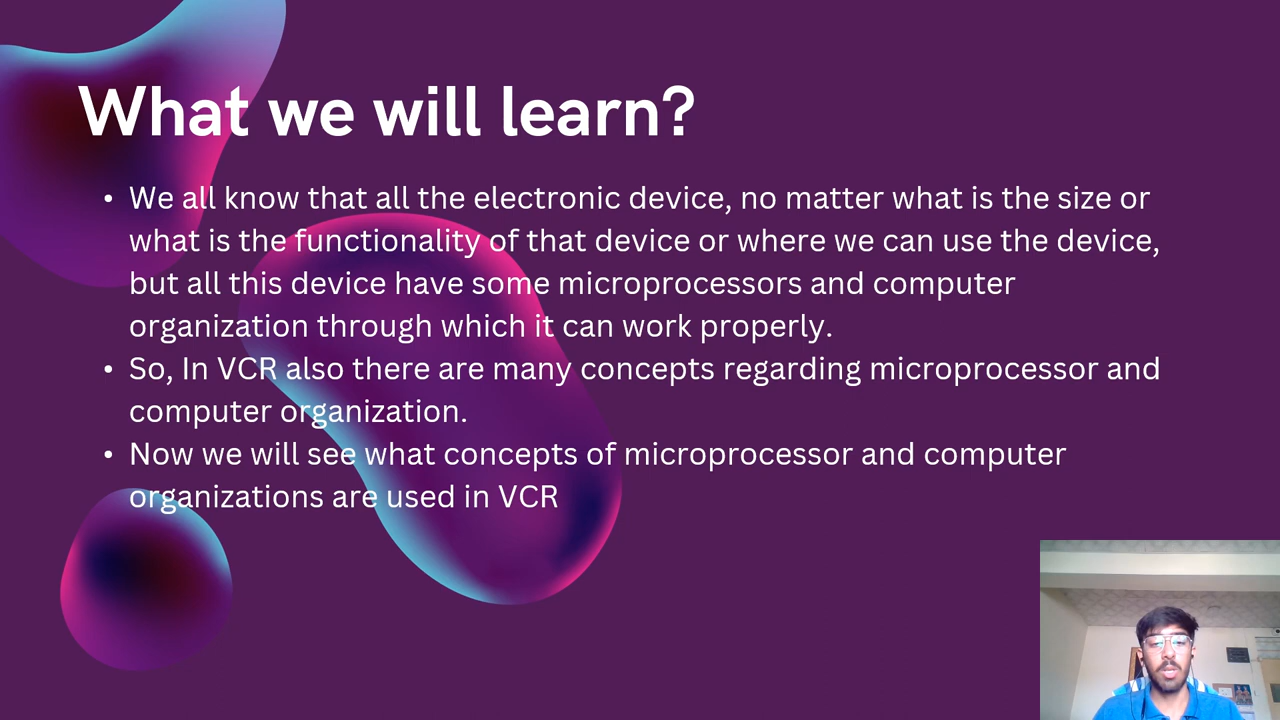 What we will learn?
• We all know that all the electronic device, no matter what is the size or
what is the functionality of that device or where we can use the device,
but all this device have some microprocessors and computer
organization through which it can work properly.
• So, In VCR also there are many concepts regarding microprocessor and
computer organization.
• Now we will see what concepts of microprocessor and computer
organizations are used in VCR